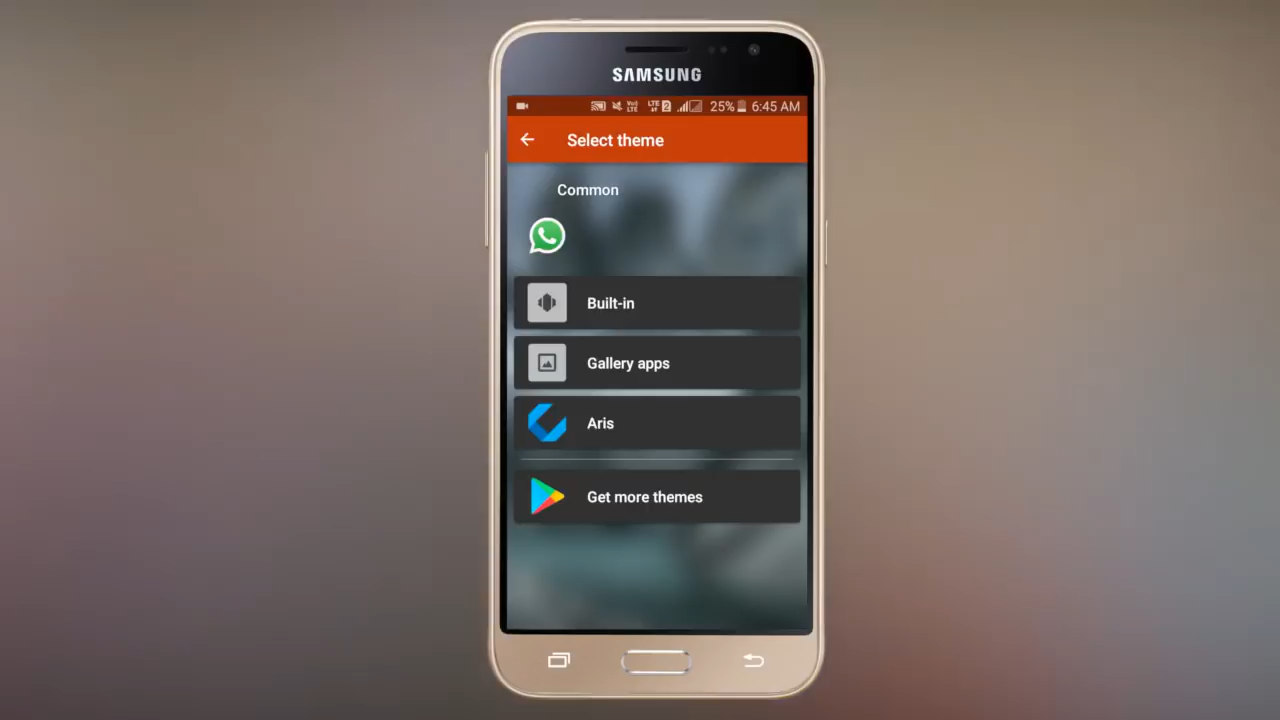 SAMSUNG
25% 6:45 AM
Select theme
Common
Built-in
Gallery apps
Aris
Get more themes